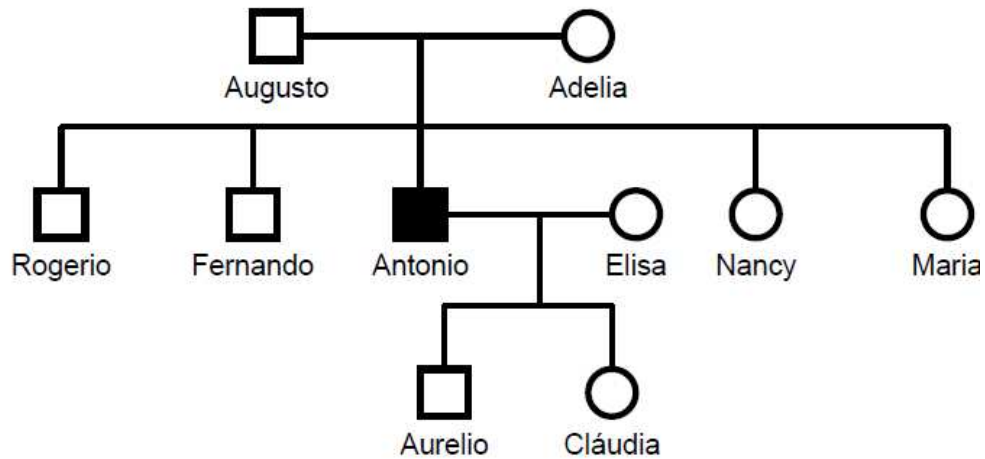 Augusto Adelia
Rogerio Fernando Antonio Elisa Nancy Maria
Aurelio Cláudia